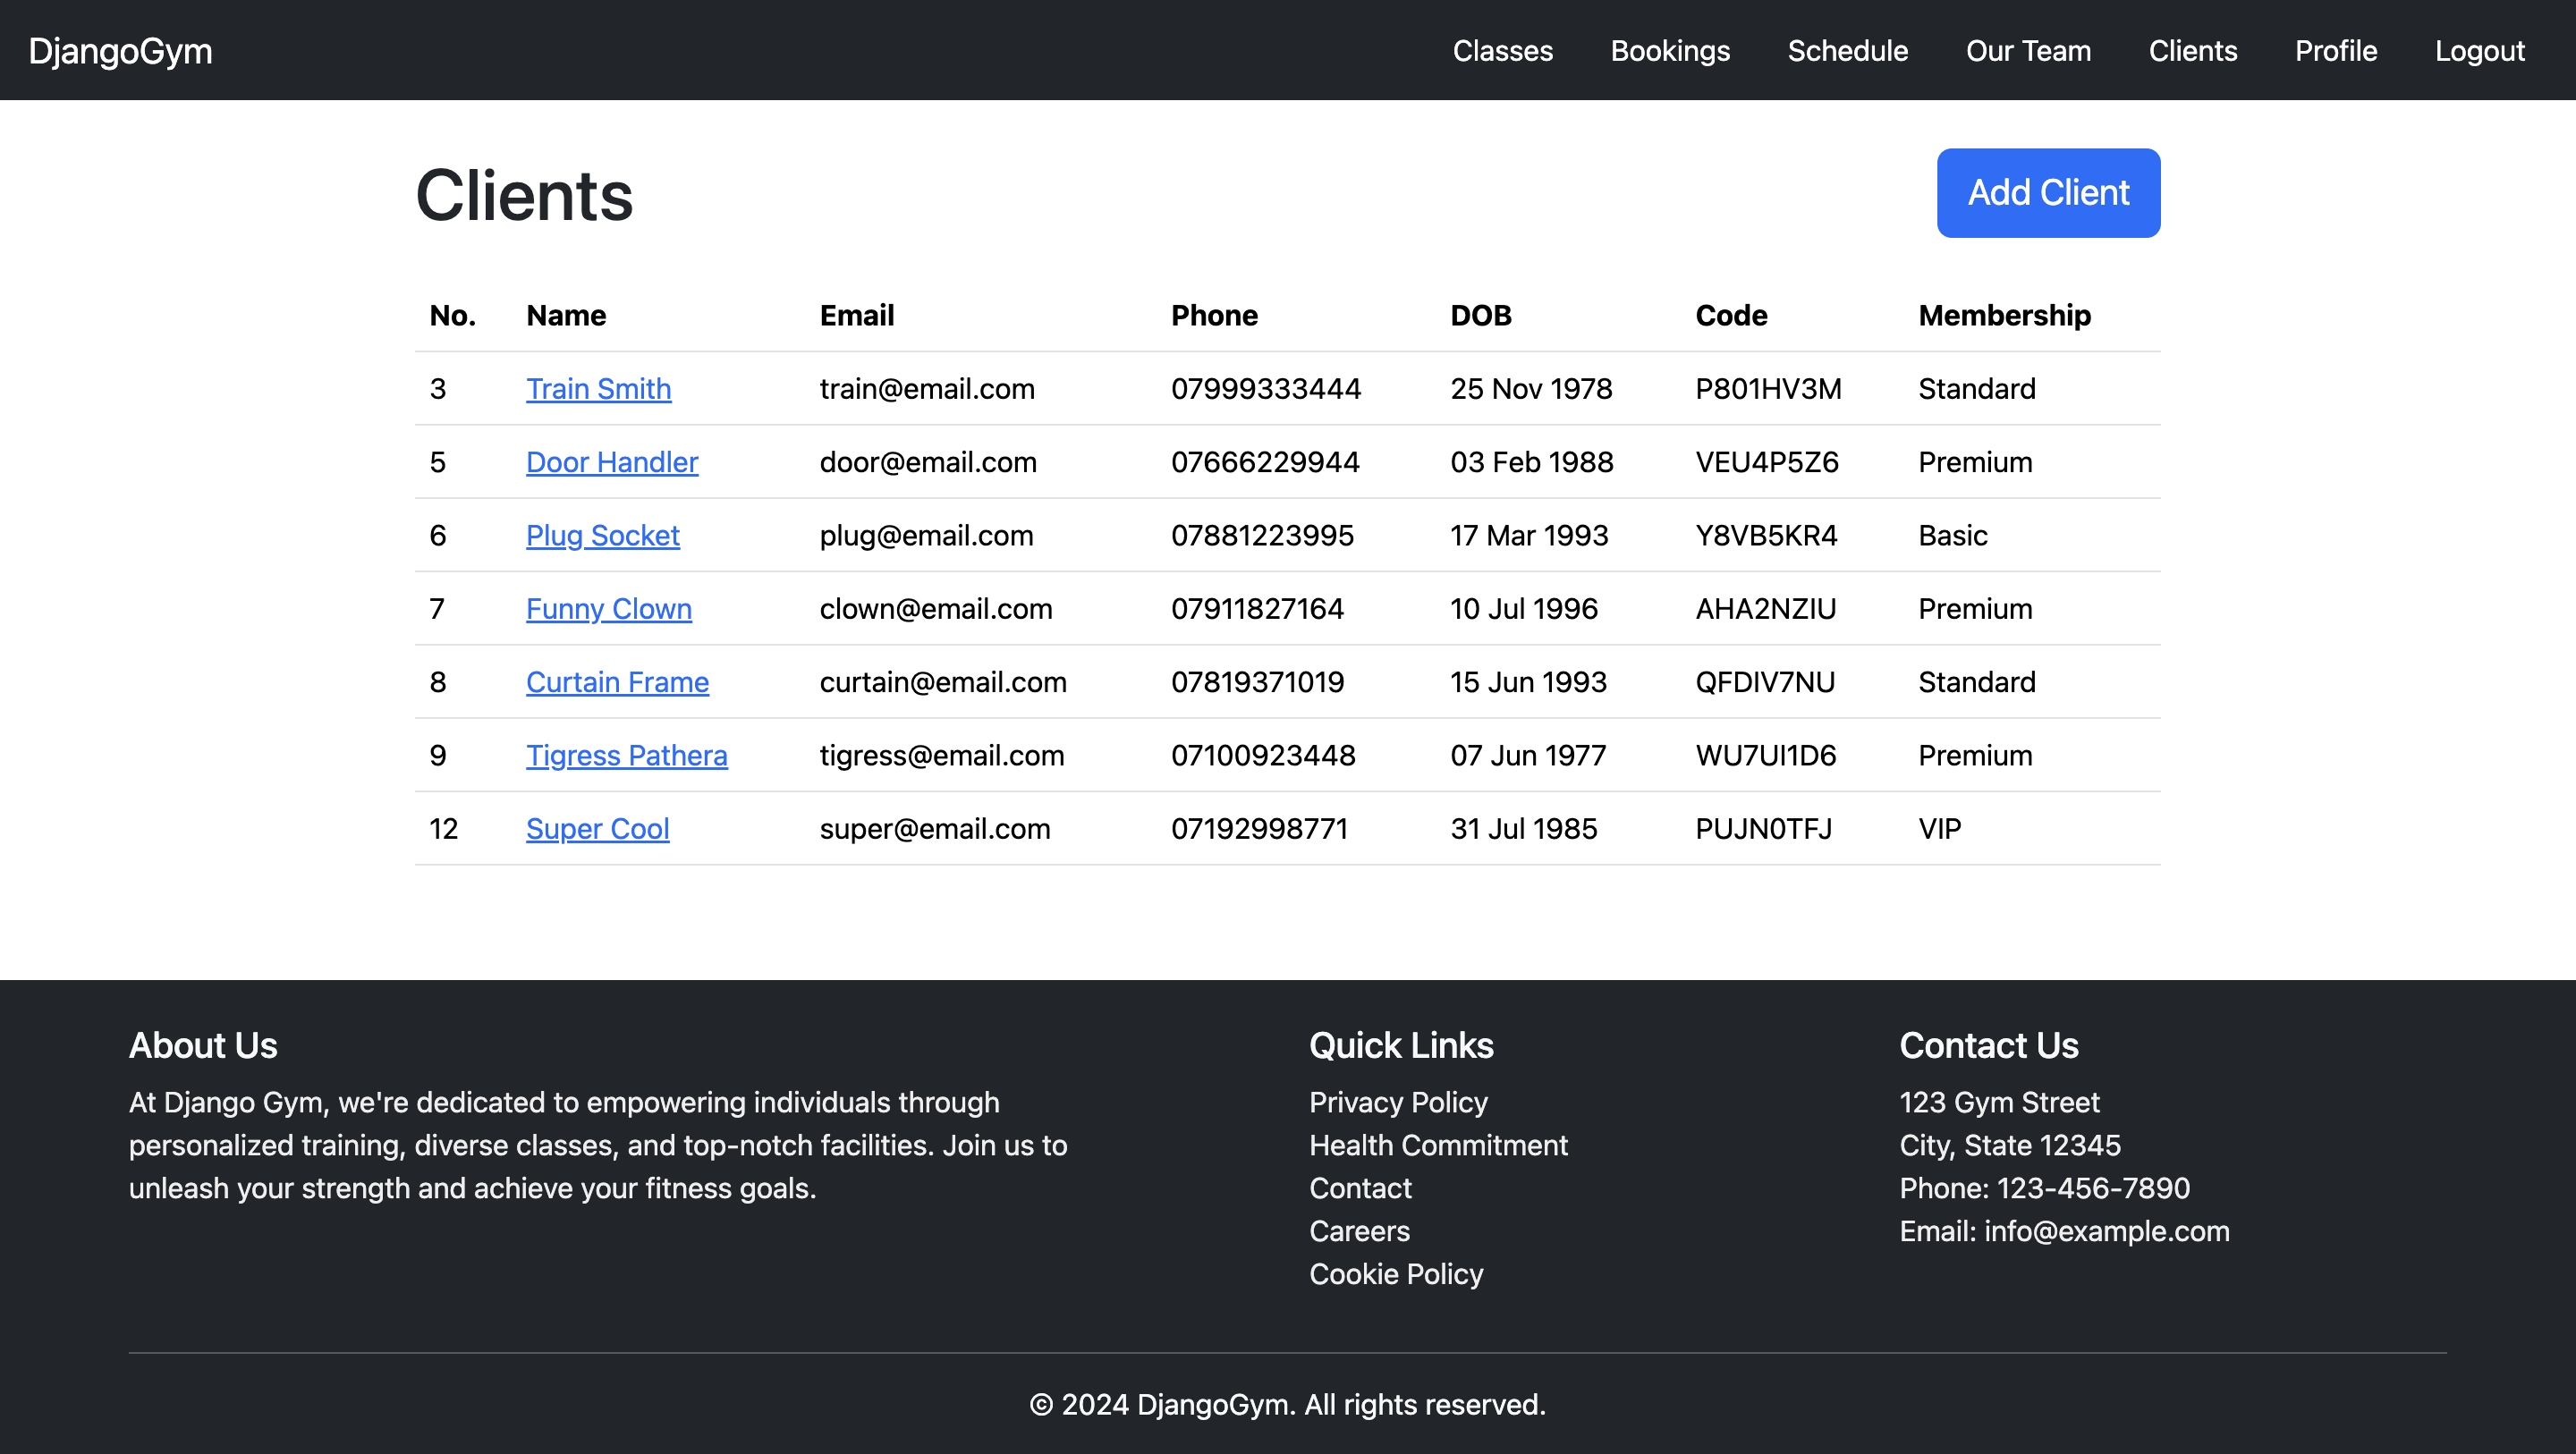 DjangoGym Classes Bookings Schedule Our Team Clients Profile Logout
Clients Add Client
No. Name Email Phone DOB Code Membership
3 Train Smith train@email.com 07999333444 25 Nov 1978 P801HV3M Standard
5 Door Handler door@email.com 07666229944 03 Feb 1988 VEU4P5Z6 Premium
6 Plug Socket plug@email.com 07881223995 17 Mar 1993 Y8VB5KR4 Basic
7 Funny Clown clown@email.com 07911827164 10 Jul 1996 AHA2NZIU Premium
8 Curtain Frame curtain@email.com 07819371019 15 Jun 1993 QFDIV7NU Standard
9 Tigress Pathera tigress@email.com 07100923448 07 Jun 1977 WU7UI1D6 Premium
12 Super Cool super@email.com 07192998771 31 Jul 1985 PUJN0TFJ VIP
About Us
At Django Gym, we're dedicated to empowering individuals through
personalized training, diverse classes, and top-notch facilities. Join us to
unleash your strength and achieve your fitness goals.
Quick Links
Privacy Policy
Health Commitment
Contact
Careers
Cookie Policy
Contact Us
123 Gym Street
City, State 12345
Phone: 123-456-7890
Email: info@example.com
© 2024 DjangoGym. All rights reserved.